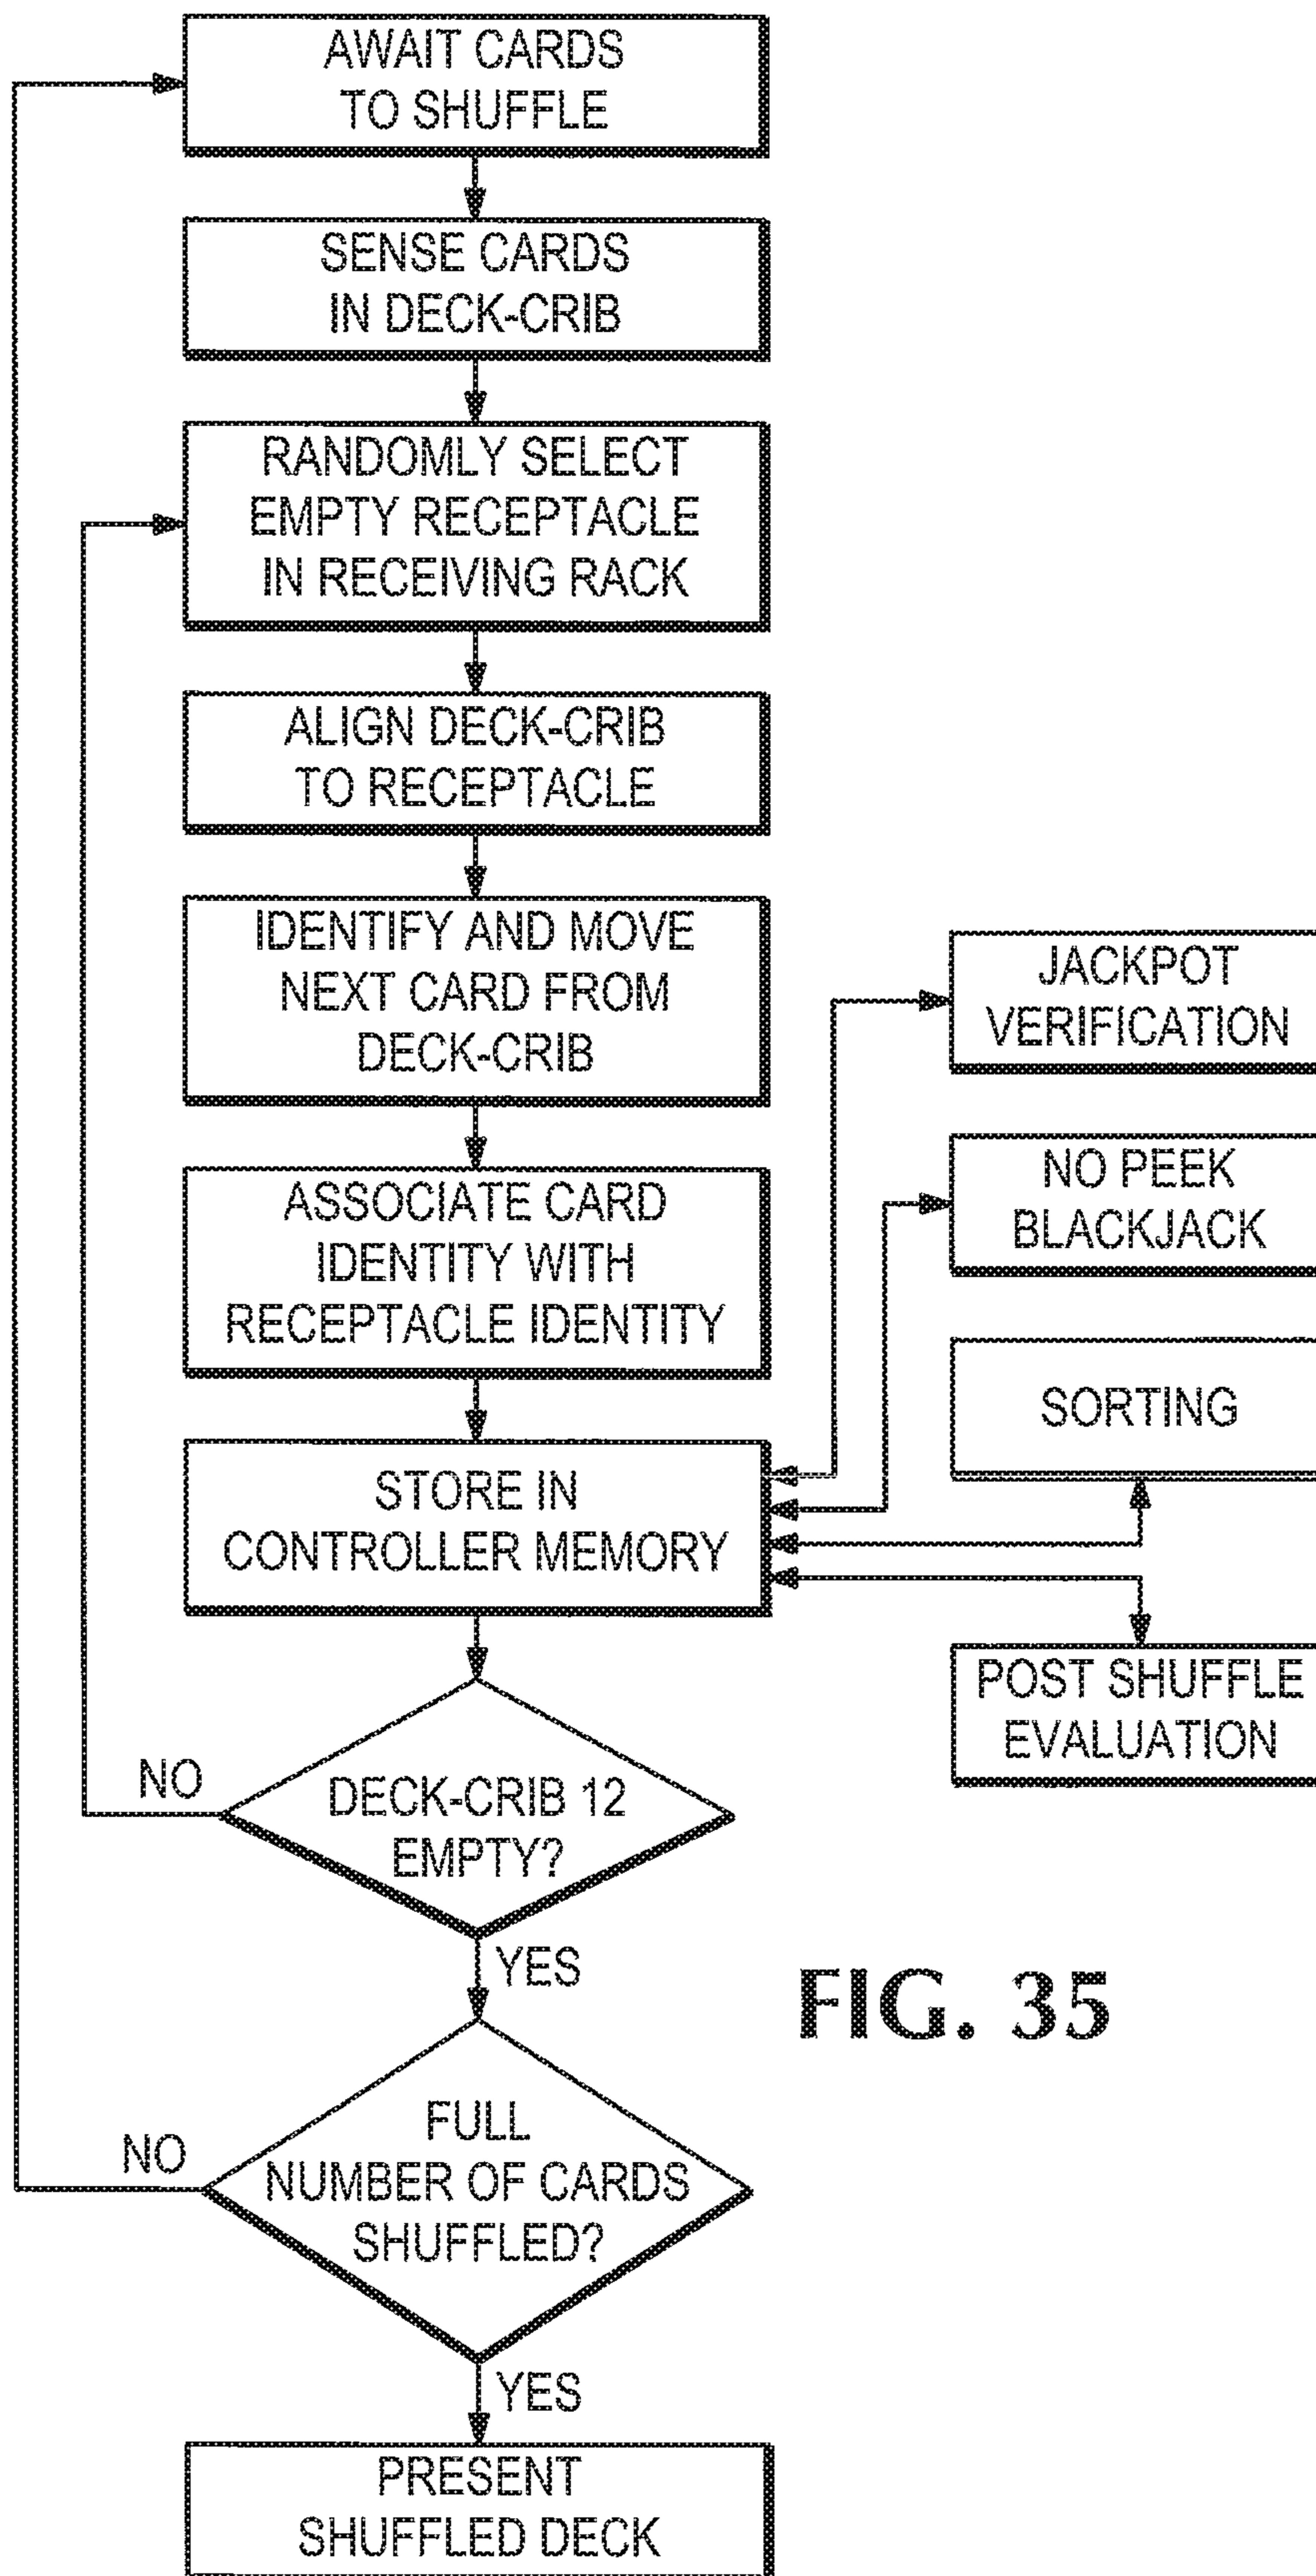 AWAIT CARDS
TO SHUFFLE
SENSE CARDS
IN DECK-CRIB
RANDOMLY SELECT
EMPTY RECEPTACLE
IN RECEIVING RACK
ALIGN DECK-CRIB
TO RECEPTACLE
IDENTIFY AND MOVE
NEXT CARD FROM
DECK-CRIB
ASSOCIATE CARD
IDENTITY WITH
RECEPTACLE IDENTITY
STORE IN
CONTROLLER MEMORY
JACKPOT
VERIFICATION
NO PEEK
BLACKJACK
SORTING
POST SHUFFLE
EVALUATION
DECK-CRIB 12
EMPTY?
NO
YES
FULL
NUMBER OF CARDS
SHUFFLED?
NO
YES
PRESENT
SHUFFLED DECK
FIG. 35